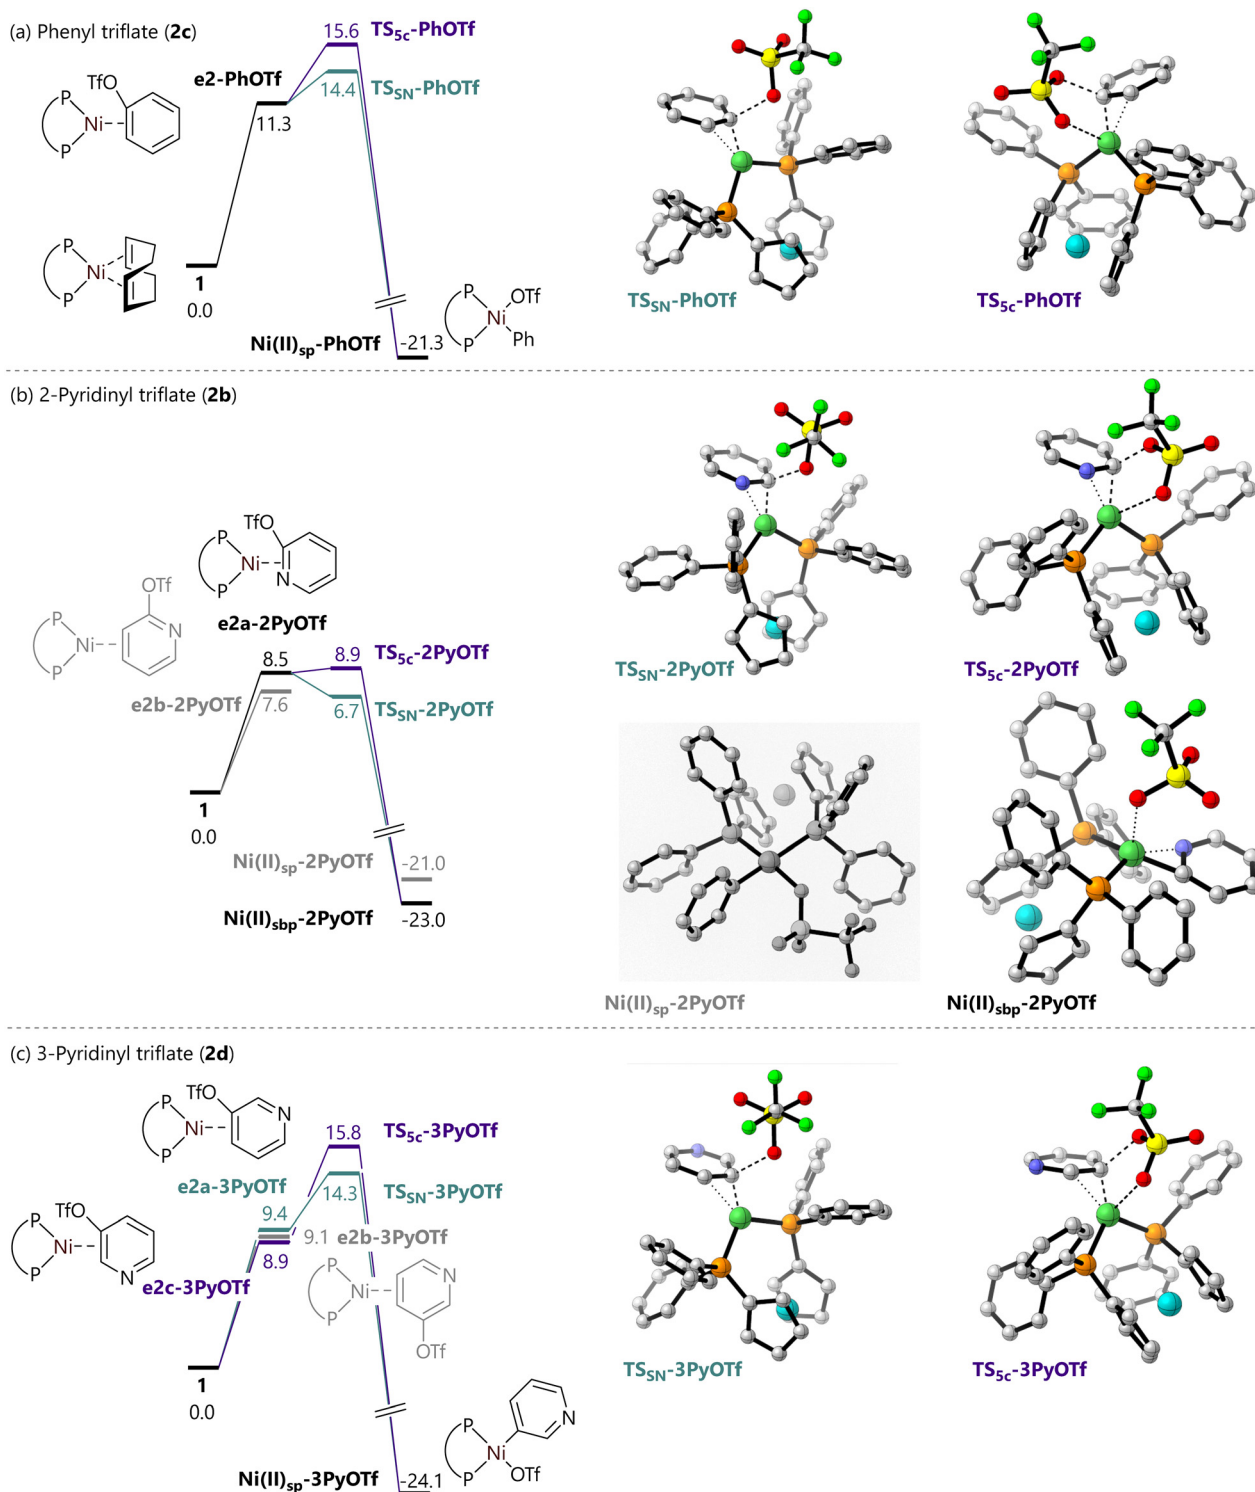 (a) Phenyl triflate (2c)
TfO
P
Ni
P
e2-PhOTf
11.3
15.6
TS5c-PhOTf
14.4
TSSN-PhOTf
P
Ni
P
1
0.0
Ni(II)sp-PhOTf
-21.3
P
OTf
Ni
P
Ph
TSSN-PhOTf
TS5c-PhOTf
(b) 2-Pyridinyl triflate (2b)
TfO
P
Ni
N
P
e2a-2PyOTf
OTf
P
N
Ni
P
e2b-2PyOTf
8.5
7.6
8.9
TS5c-2PyOTf
6.7
TSSN-2PyOTf
1
0.0
Ni(II)sp-2PyOTf
-21.0
Ni(II)sbp-2PyOTf
-23.0
TSSN-2PyOTf
TS5c-2PyOTf
Ni(II)sp-2PyOTf
Ni(II)sbp-2PyOTf
(c) 3-Pyridinyl triflate (2d)
TfO
P
N
Ni
P
e2a-3PyOTf
9.4
15.8
TS5c-3PyOTf
14.3
TSSN-3PyOTf
TfO
P
Ni
P
N
e2c-3PyOTf
8.9
9.1
e2b-3PyOTf
P
N
Ni
P
OTf
1
0.0
Ni(II)sp-3PyOTf
-24.1
P
N
Ni
P
OTf
TSSN-3PyOTf
TS5c-3PyOTf